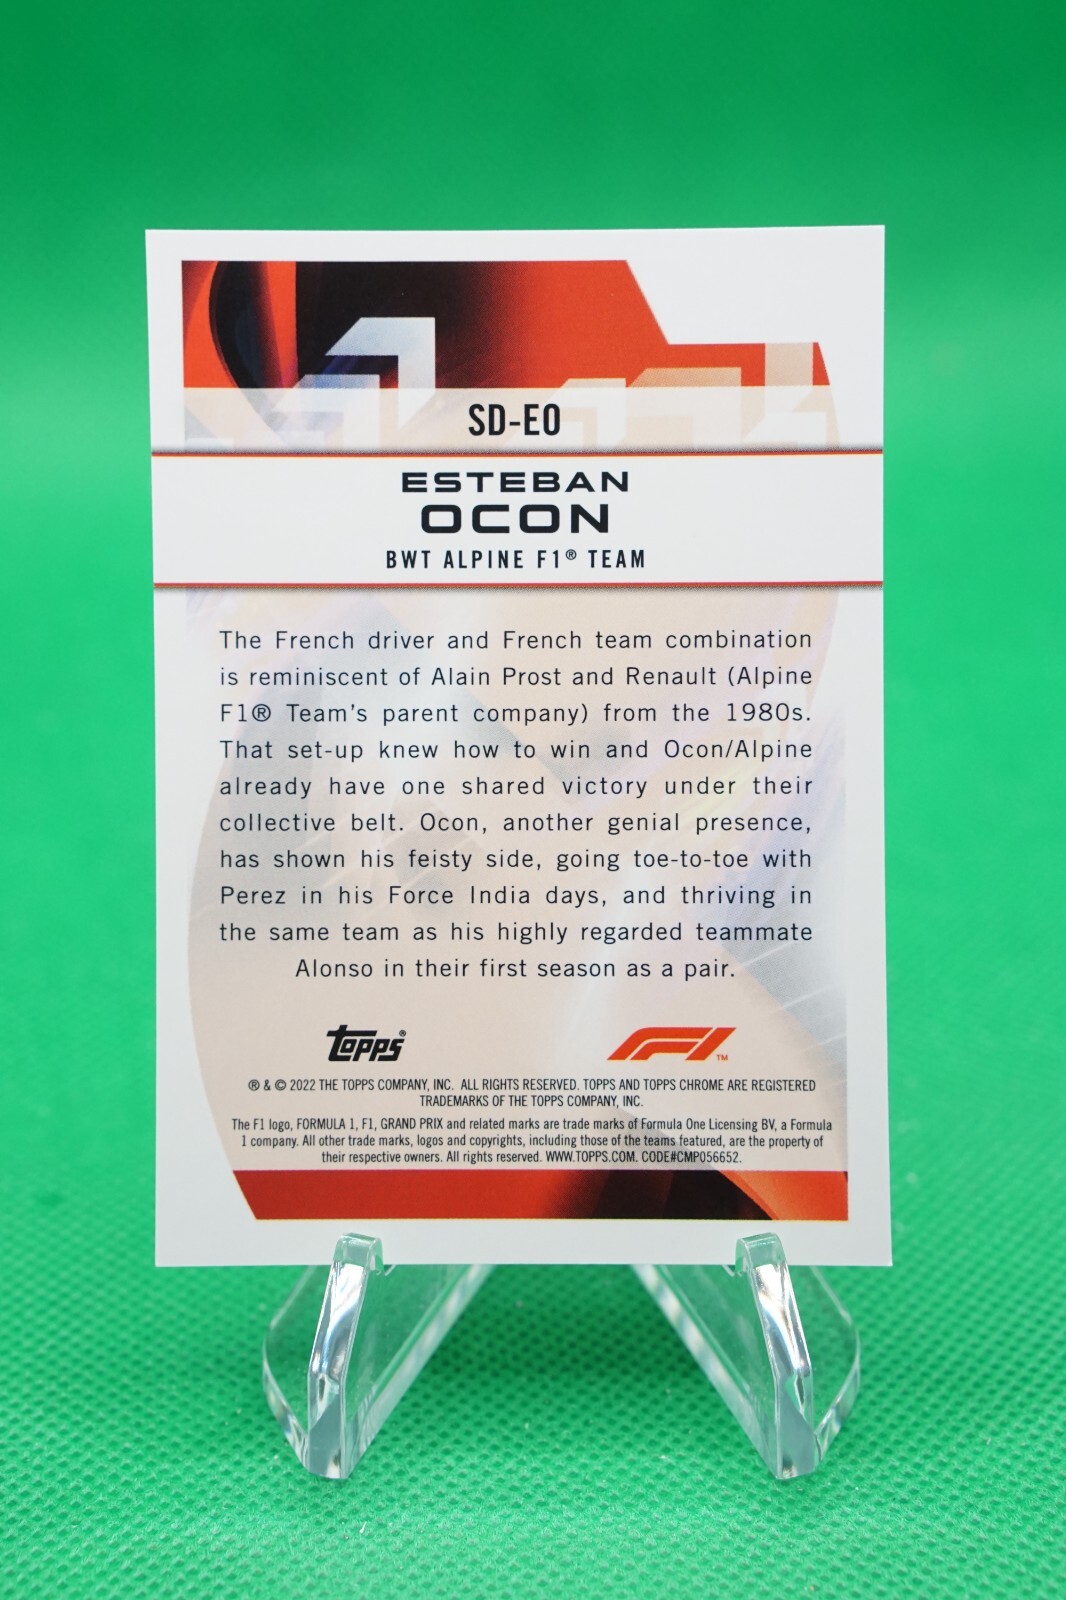 SD-EO
ESTEBAN
OCON
BWT ALPINE F1® TEAM
The French driver and French team combination
is reminiscent of Alain Prost and Renault (Alpine
F1® Team's parent company) from the 1980s.
That set-up knew how to win and Ocon/Alpine
already have one shared victory under their
collective belt. Ocon, another genial presence,
has shown his feisty side, going toe-to-toe with
Perez in his Force India days, and thriving in
the same team as his highly regarded teammate
Alonso in their first season as a pair.
Topps® F1™
® & © 2022 THE TOPPS COMPANY, INC. ALL RIGHTS RESERVED. TOPPS AND TOPPS CHROME ARE REGISTERED
TRADEMARKS OF THE TOPPS COMPANY, INC.
The F1 logo, FORMULA 1, F1, GRAND PRIX and related marks are trade marks of Formula One Licensing BV, a Formula
1 company. All other trade marks, logos and copyrights, including those of the teams featured, are the property of
their respective owners. All rights reserved. WWW.TOPPS.COM. CODE#CMP056652.